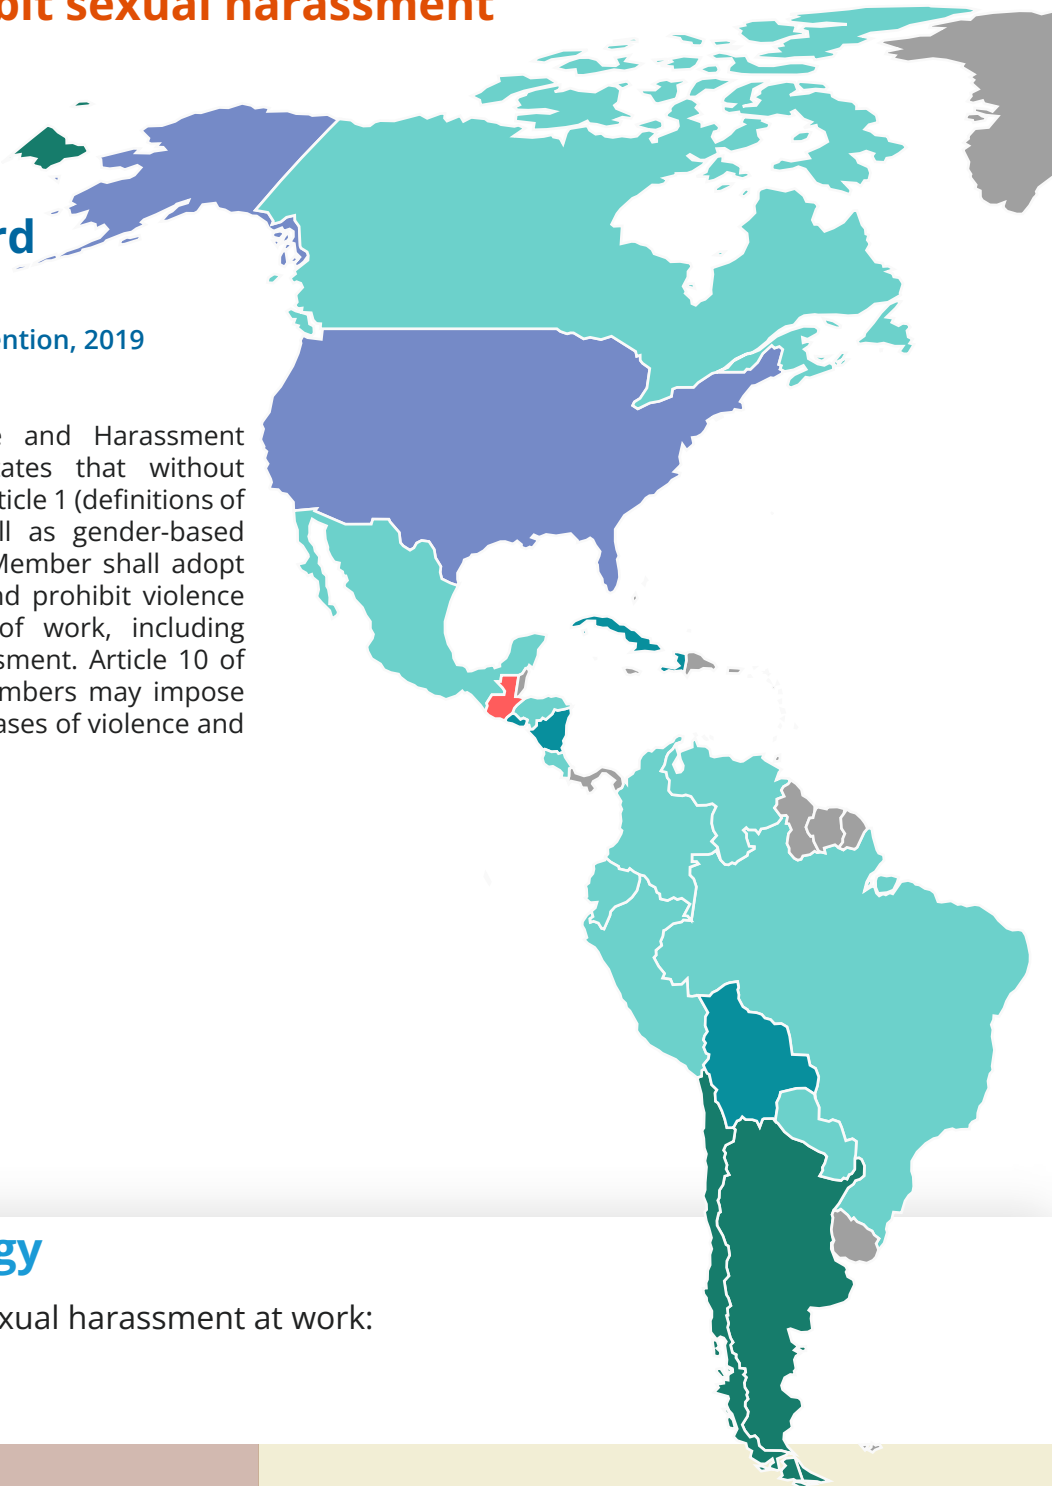 bit sexual harassment
rd
ention, 2019
e and Harassment
ates that without
ticle 1 (definitions of
ll as gender-based
Member shall adopt
nd prohibit violence
of work, including
sment. Article 10 of
mbers may impose
ases of violence and
gy
xual harassment at work: